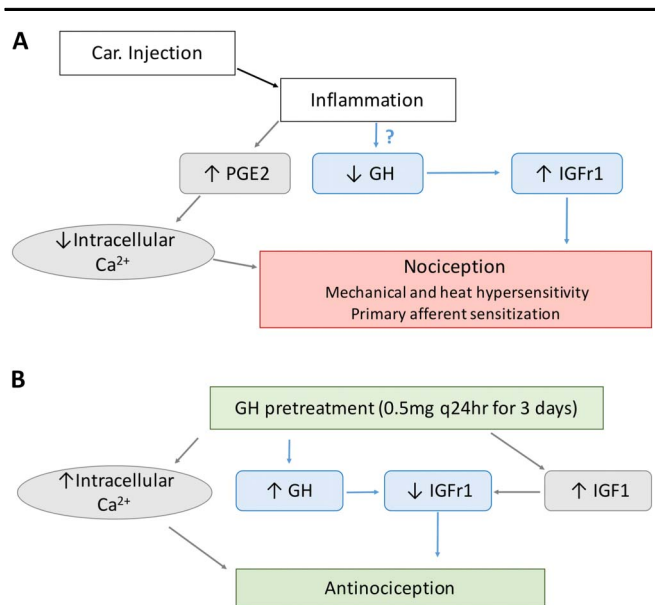 A
Car. Injection
Inflammation
?
↑ PGE2
↓ GH
↑ IGFr1
↓Intracellular
Ca²⁺
Nociception
Mechanical and heat hypersensitivity
Primary afferent sensitization
B
GH pretreatment (0.5mg q24hr for 3 days)
↑Intracellular
Ca²⁺
↑ GH
↓ IGFr1
↑ IGF1
Antinociception